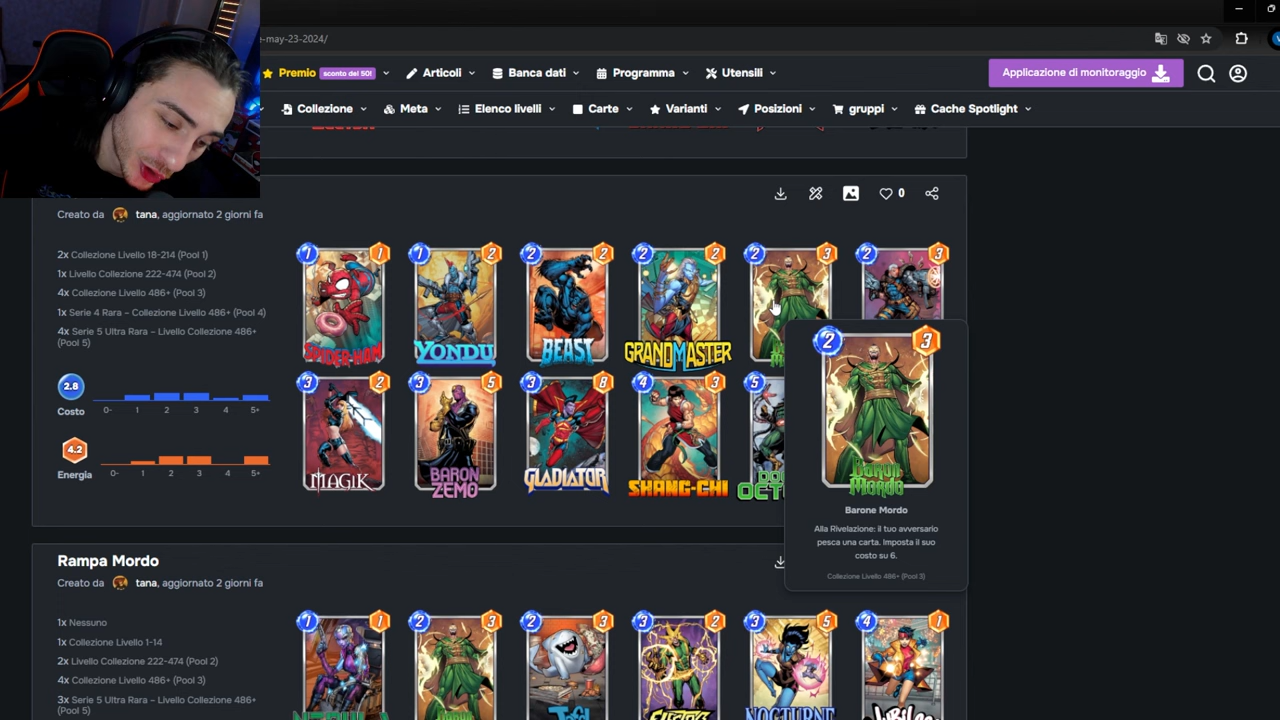 e-may-23-2024/
Premio sconto del 50! Articoli Banca dati Programma Utensili Applicazione di monitoraggio
Collezione Meta Elenco livelli Carte Varianti Posizioni gruppi Cache Spotlight
0
Creato da tana, aggiornato 2 giorni fa
2x Collezione Livello 18-214 (Pool 1)
1x Livello Collezione 222-474 (Pool 2)
4x Collezione Livello 486+ (Pool 3)
1x Serie 4 Rara – Collezione Livello 486+ (Pool 4)
4x Serie 5 Ultra Rara – Livello Collezione 486+
(Pool 5)
2.8
Costo
0- 1 2 3 4 5+
4.2
Energia
0- 1 2 3 4 5+
1 1 1 2 2 2 2 2 2 3 2 3
SPIDER-HAM YONDU BEAST GRANDMASTER
3 2 3 5 3 8 4 3 5
MAGIK BARON ZEMO GLADIATOR SHANG-CHI
2 3
BARON MORDO
Barone Mordo
Alla Rivelazione: il tuo avversario
pesca una carta. Imposta il suo
costo su 6.
Collezione Livello 486+ (Pool 3)
Rampa Mordo
Creato da tana, aggiornato 2 giorni fa
1x Nessuno
1x Collezione Livello 1-14
2x Livello Collezione 222-474 (Pool 2)
4x Collezione Livello 486+ (Pool 3)
3x Serie 5 Ultra Rara – Livello Collezione 486+
(Pool 5)
1 1 2 3 2 3 3 2 3 5 4 1
NOCTURNE